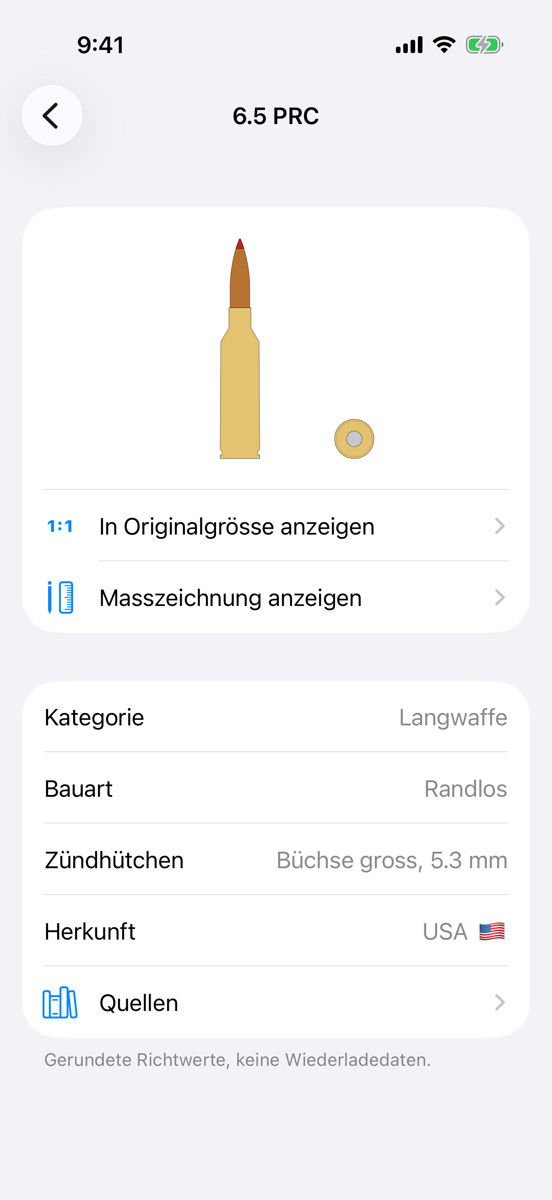 9:41
6.5 PRC
1:1 In Originalgrösse anzeigen
Masszeichnung anzeigen
Kategorie Langwaffe
Bauart Randlos
Zündhütchen Büchse gross, 5.3 mm
Herkunft USA 🇺🇸
Quellen
Gerundete Richtwerte, keine Wiederladedaten.